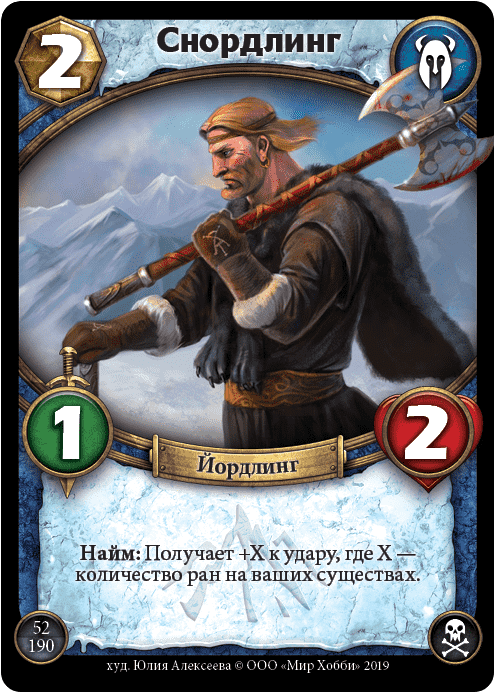 2
Снордлинг
1
2
Йордлинг
Найм: Получает +X к удару, где X —
количество ран на ваших существах.
52
190
худ. Юлия Алексеева © ООО «Мир Хобби» 2019